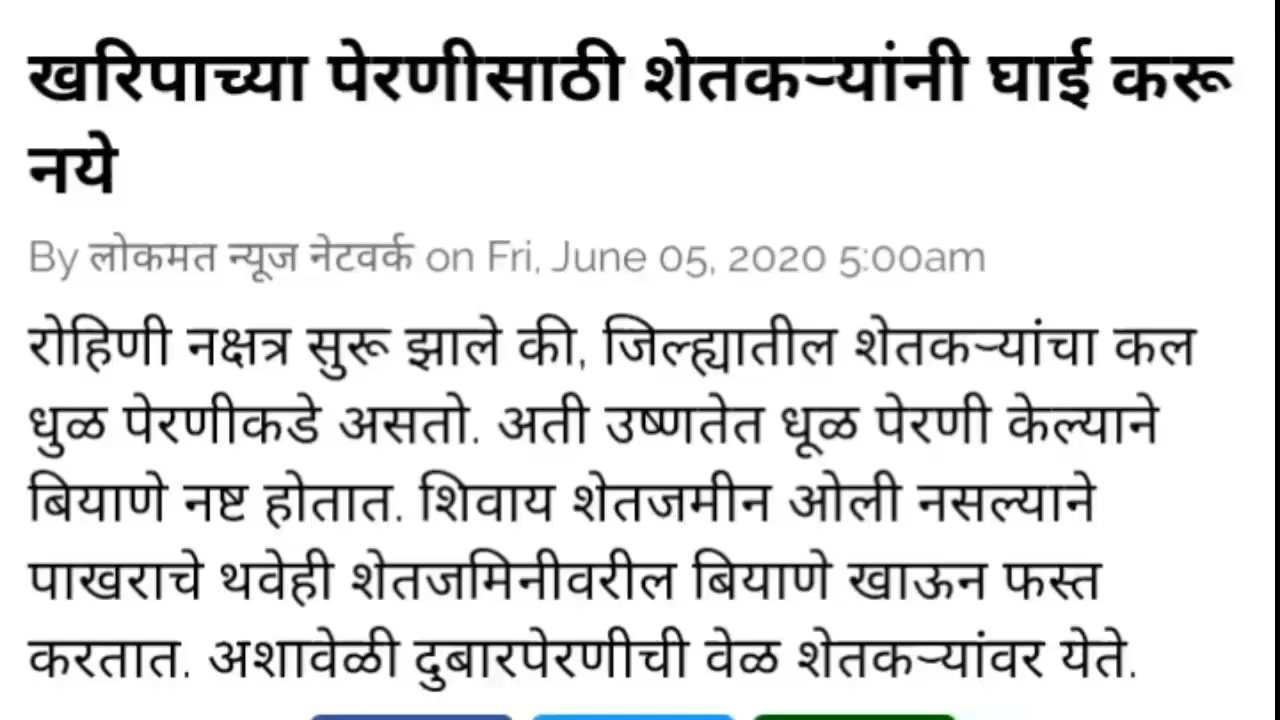 खरिपाच्या पेरणीसाठी शेतकऱ्यांनी घाई करू
नये
By लोकमत न्यूज नेटवर्क on Fri, June 05, 2020 5:00am
रोहिणी नक्षत्र सुरू झाले की, जिल्ह्यातील शेतकऱ्यांचा कल
धुळ पेरणीकडे असतो. अती उष्णतेत धूळ पेरणी केल्याने
बियाणे नष्ट होतात. शिवाय शेतजमीन ओली नसल्याने
पाखराचे थवेही शेतजमिनीवरील बियाणे खाऊन फस्त
करतात. अशावेळी दुबारपेरणीची वेळ शेतकऱ्यांवर येते.